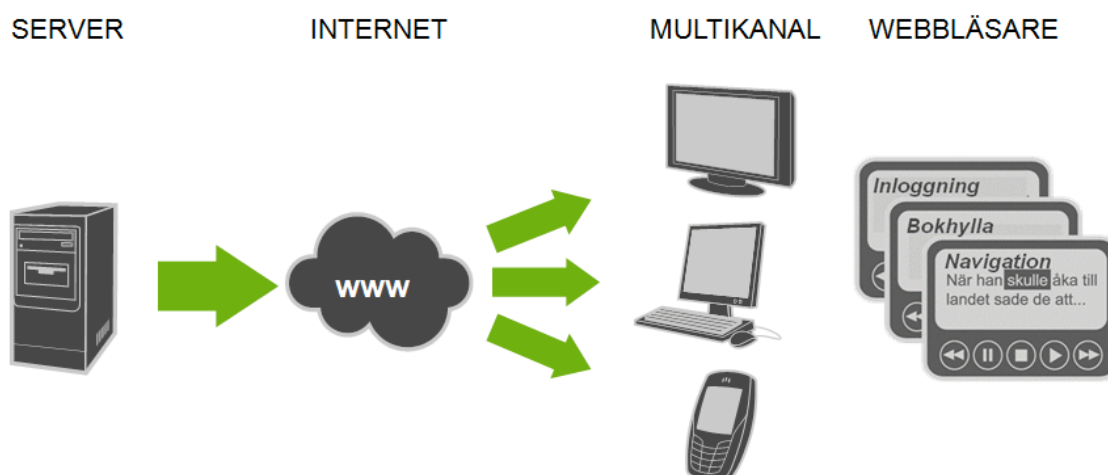 SERVER
INTERNET
MULTIKANAL
WEBBLÄSARE
www
Inloggning
Bokhylla
Navigation
När han skulle åka till
landet sade de att...